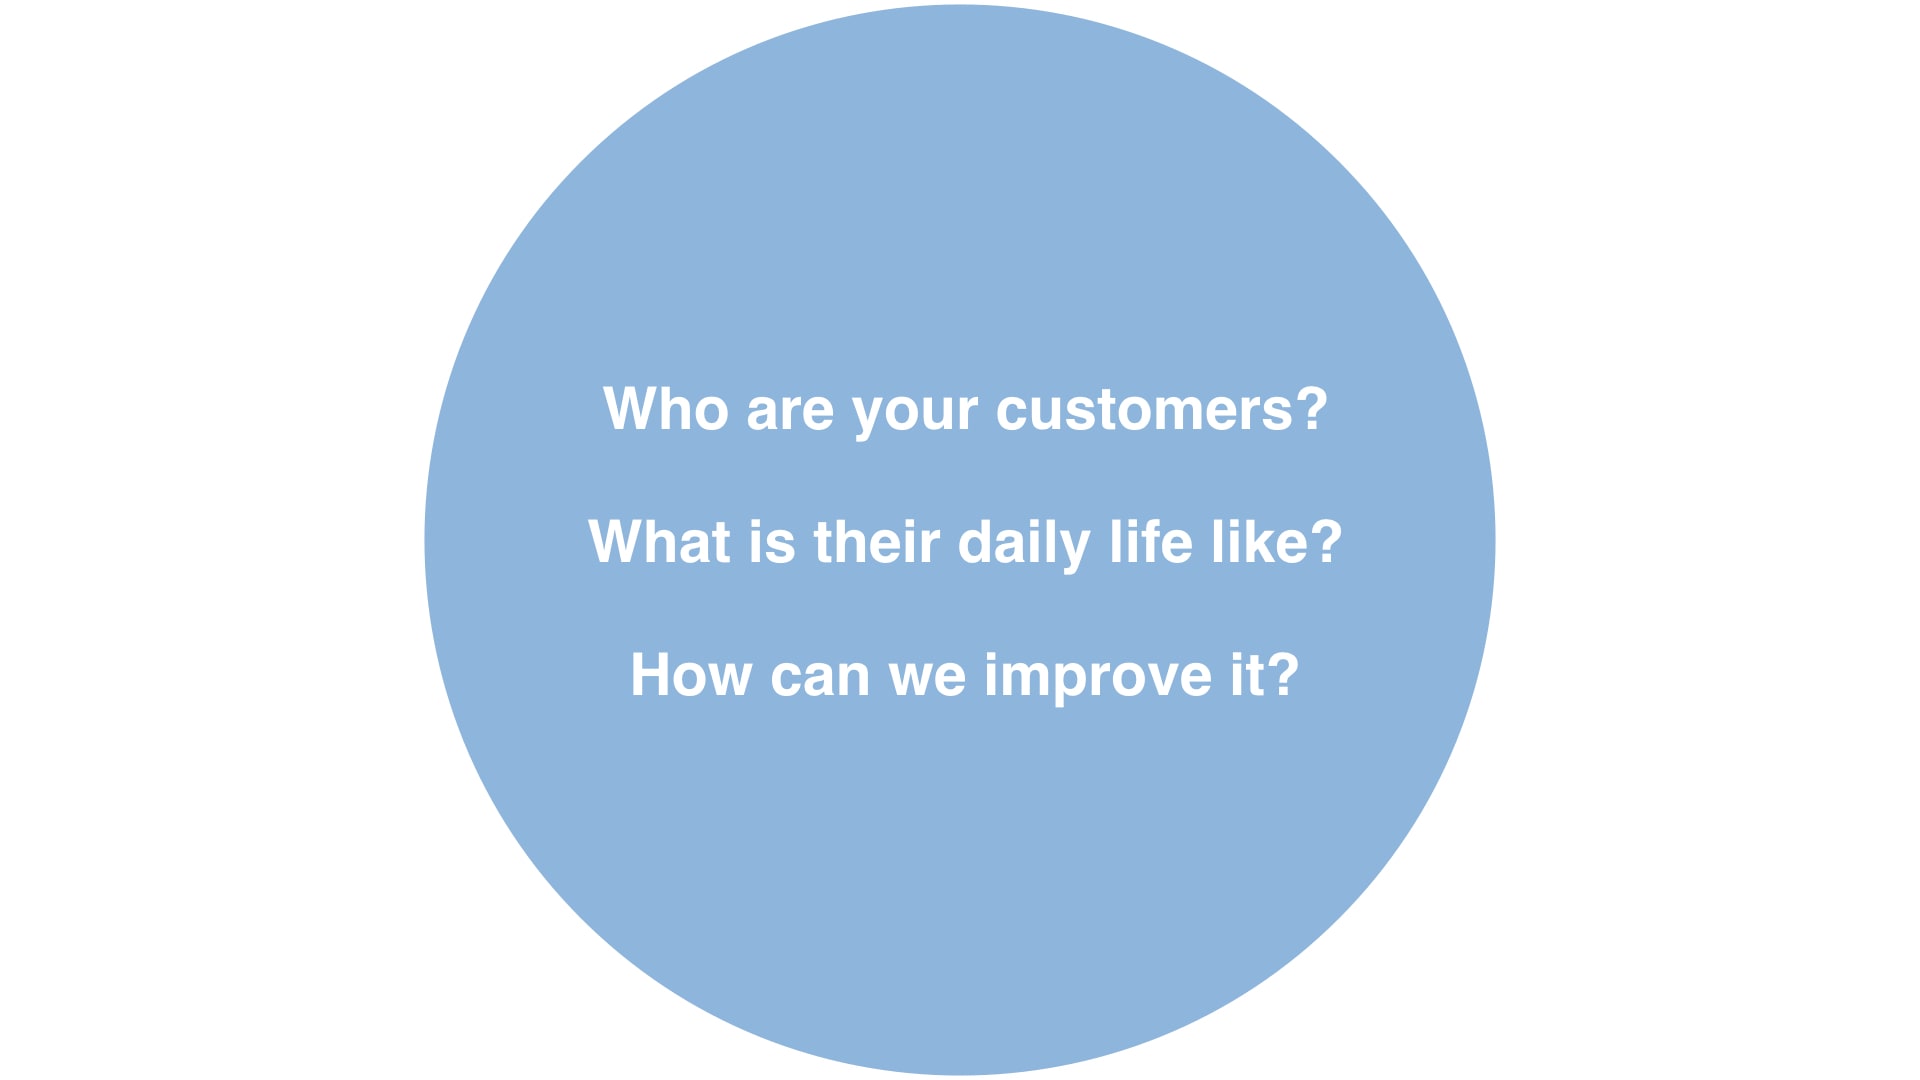 Who are your customers?
What is their daily life like?
How can we improve it?